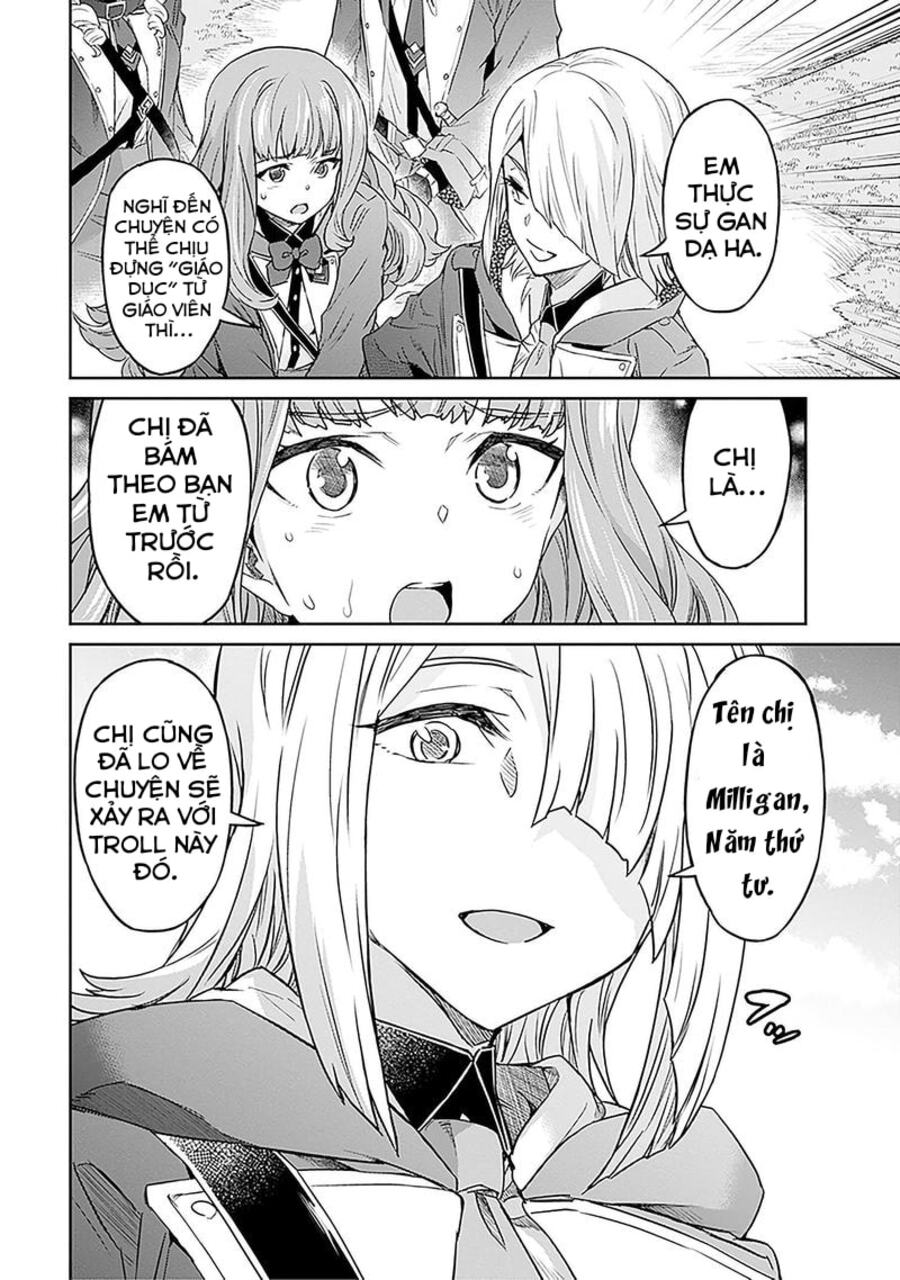 EM
THỰC
SỰ GAN
DẠ HA.
NGHĨ ĐẾN
CHUYỆN CÓ
THỂ CHỊU
ĐỰNG "GIÁO
DỤC" TỪ
GIÁO VIÊN
THÌ...
CHỊ
LÀ...
CHỊ ĐÃ
BÁM
THEO BẠN
EM TỪ
TRƯỚC
RỒI.
Tên chị
là
Milligan,
Năm thứ
tư.
CHỊ CŨNG
ĐÃ LO VỀ
CHUYỆN SẼ
XẢY RA VỚI
TROLL NÀY
ĐÓ.